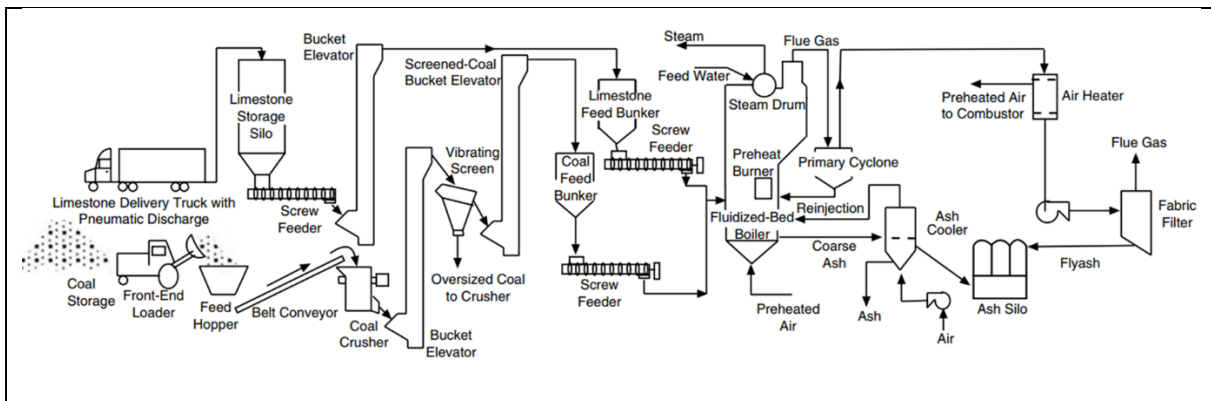 Limestone
Storage
Silo
Limestone Delivery Truck with
Pneumatic Discharge
Screw
Feeder
Bucket
Elevator
Coal
Storage
Front-End
Loader
Feed
Hopper
Belt Conveyor
Coal
Crusher
Bucket
Elevator
Vibrating
Screen
Oversized Coal
to Crusher
Screened-Coal
Bucket Elevator
Limestone
Feed Bunker
Screw
Feeder
Coal
Feed
Bunker
Screw
Feeder
Steam
Feed Water
Steam Drum
Flue Gas
Preheat
Burner
Fluidized-Bed
Boiler
Preheated
Air
Primary Cyclone
Reinjection
Coarse
Ash
Ash
Cooler
Ash
Air
Preheated Air
to Combustor
Air Heater
Flue Gas
Fabric
Filter
Flyash
Ash Silo